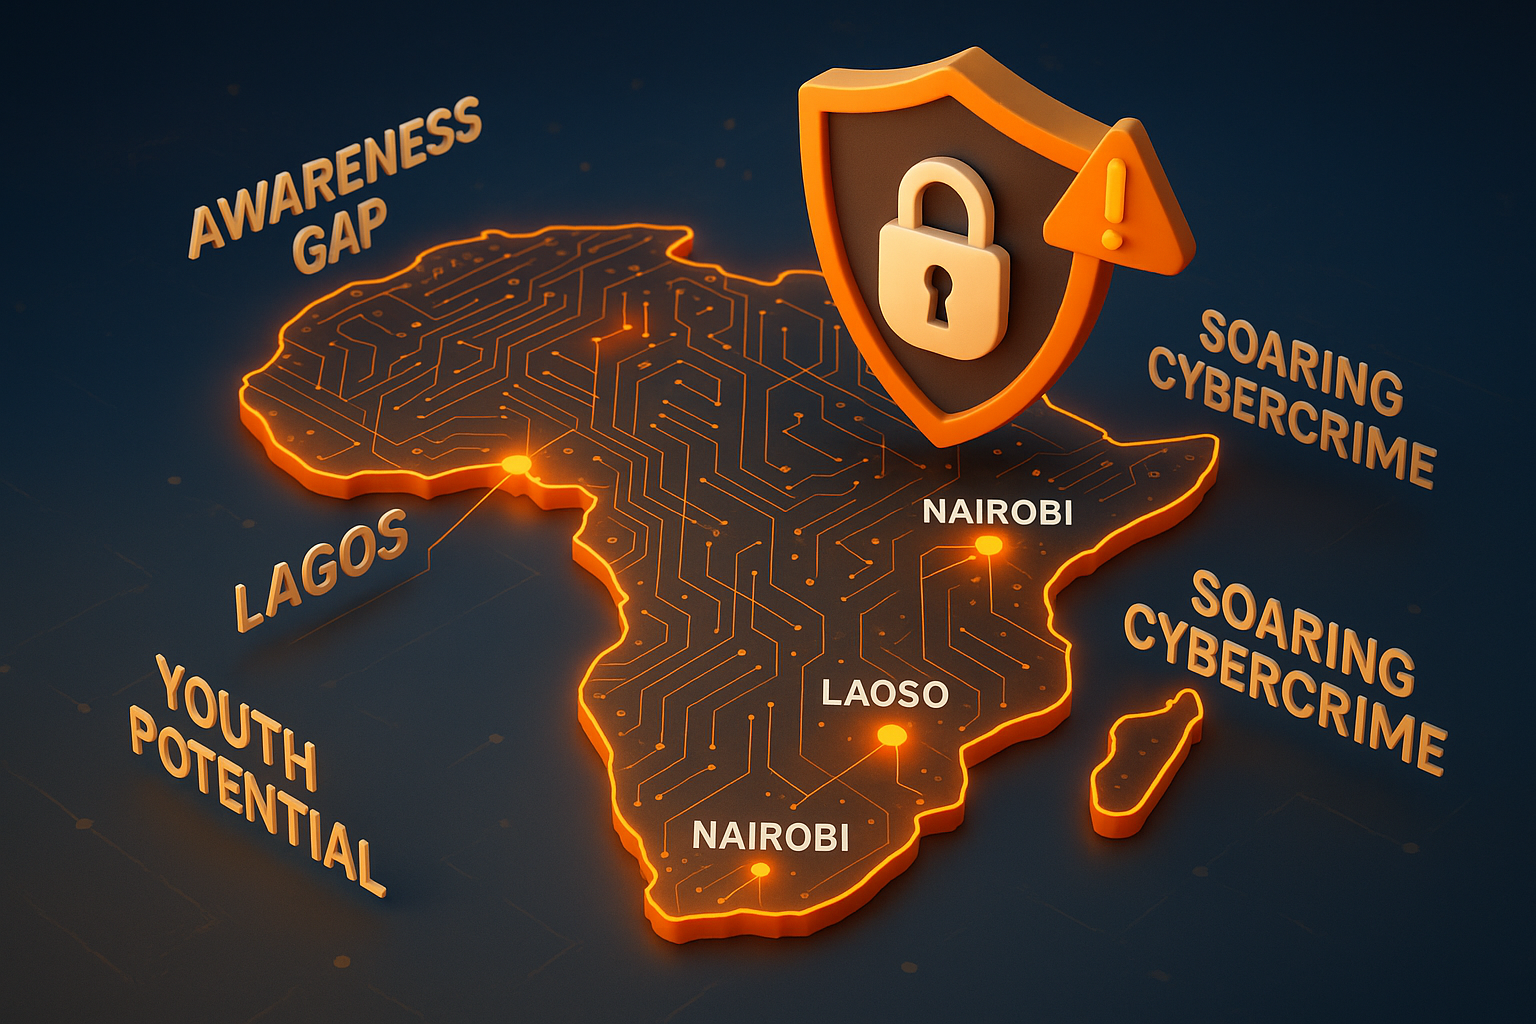 AWARENESS
GAP
SOARING
CYBERCRIME
NAIROBI
LAGOS
SOARING
CYBERCRIME
YOUTH
POTENTIAL
LAOSO
NAIROBI